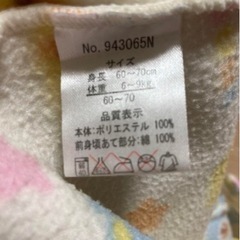 No. 943065N
サイズ
身長 60～70cm
体重 6～9kg
60－70
品質表示
本体：ポリエステル 100%
前身頃あて部分：綿 100%